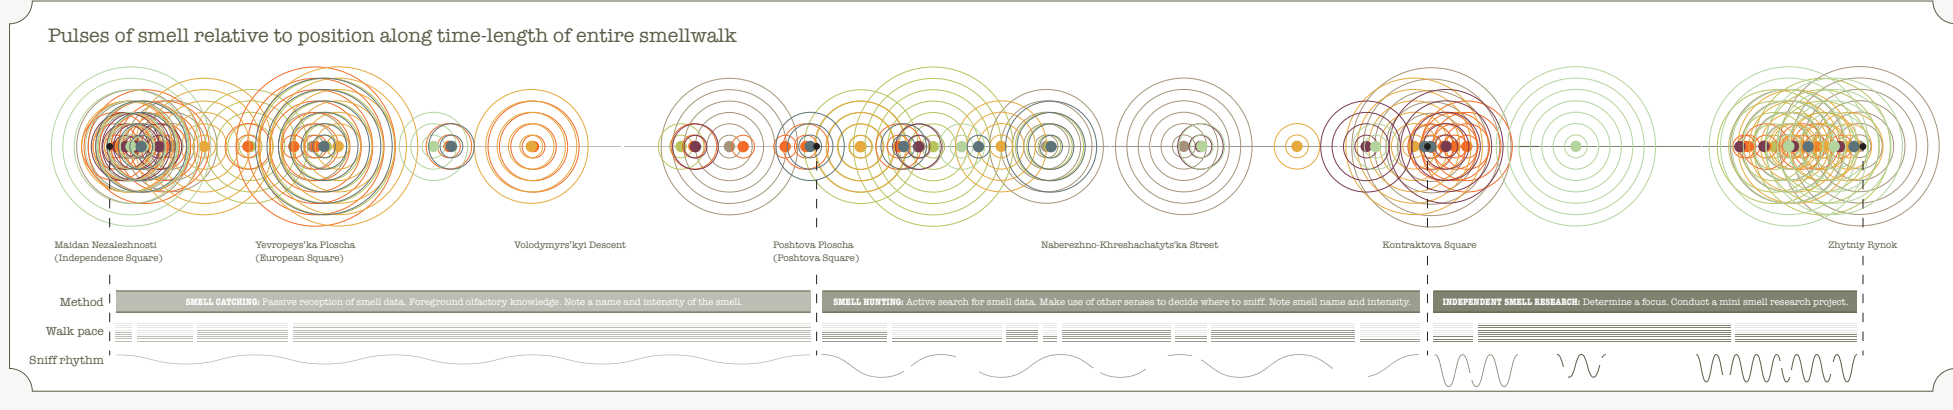 Pulses of smell relative to position along time-length of entire smellwalk
Maidan Nezalezhnosti
(Independence Square)
Yevropeys'ka Ploscha
(European Square)
Volodymyrs'kyi Descent
Poshtova Ploscha
(Poshtova Square)
Naberezhno-Khreshachatyts'ka Street
Kontraktova Square
Zhytniy Rynok
Method
SMELL CATCHING: Passive reception of smell data. Foreground olfactory knowledge. Note a name and intensity of the smell.
SMELL HUNTING: Active search for smell data. Make use of other senses to decide where to sniff. Note smell name and intensity.
INDEPENDENT SMELL RESEARCH: Determine a focus. Conduct a mini smell research project.
Walk pace
Sniff rhythm